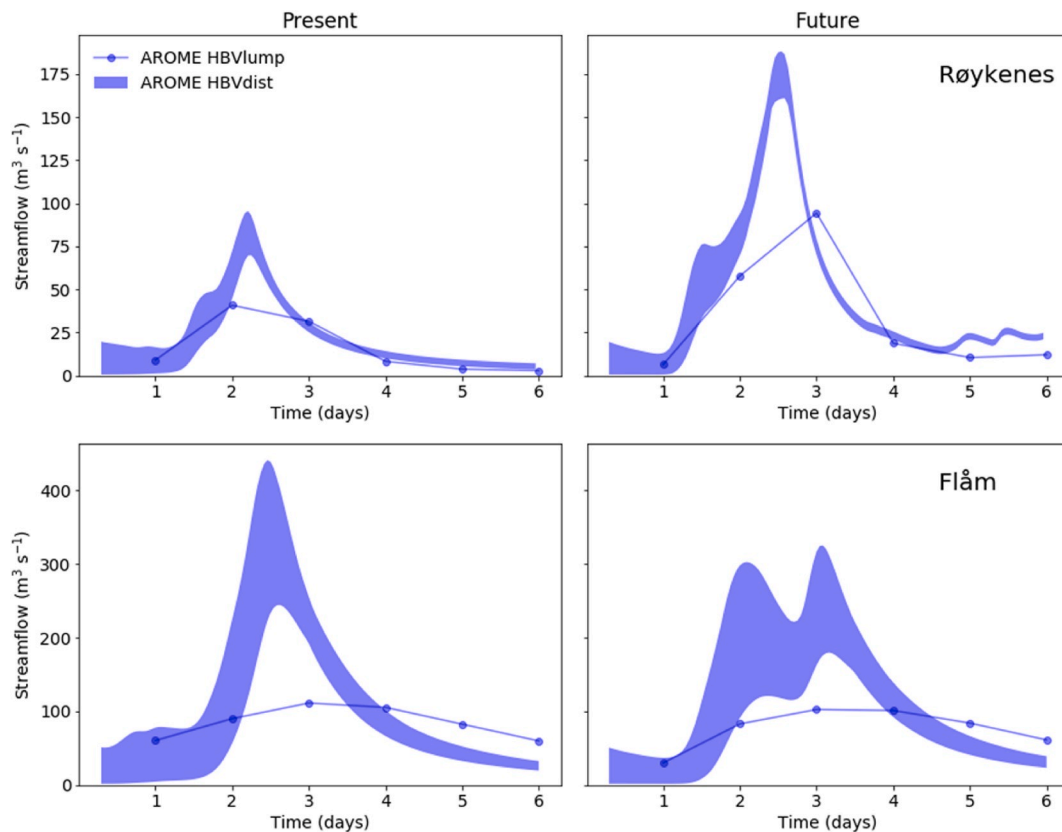 Present
Future
AROME HBVlump
AROME HBVdist
Røykenes
Streamflow (m³ s⁻¹)
175
150
125
100
75
50
25
0
1 2 3 4 5 6
Time (days)
1 2 3 4 5 6
Time (days)
Flåm
Streamflow (m³ s⁻¹)
400
300
200
100
0
1 2 3 4 5 6
Time (days)
1 2 3 4 5 6
Time (days)